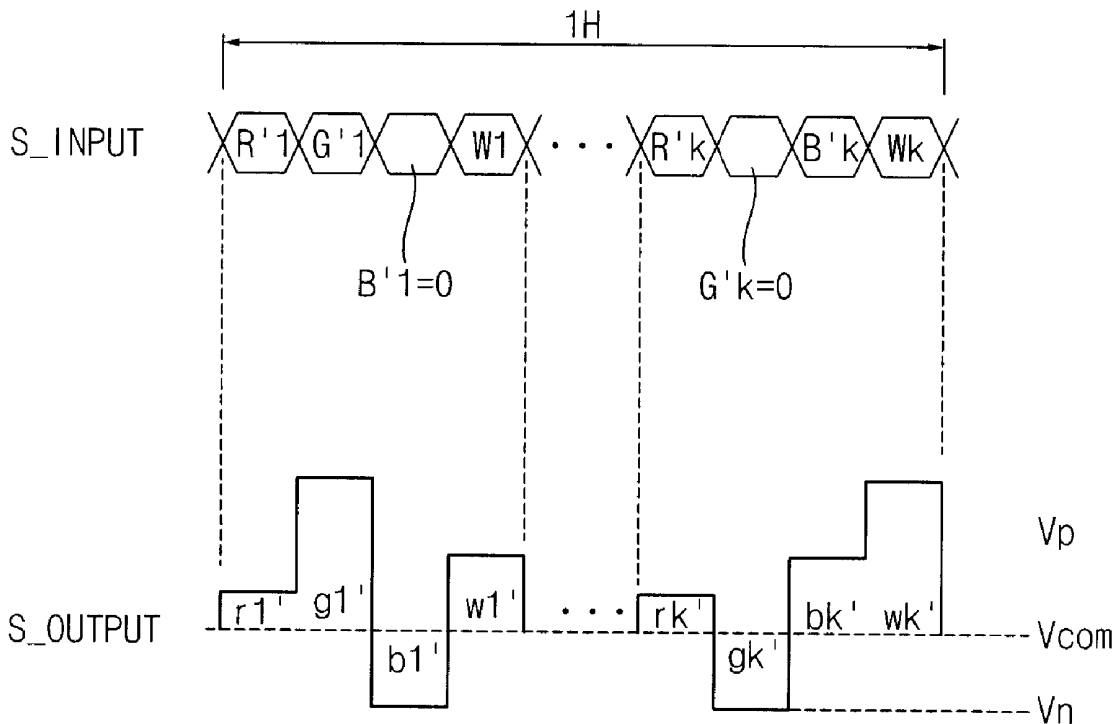 1H
S_INPUT
R'1 G'1 W1 ··· R'k B'k Wk
B'1=0 G'k=0
Vp
S_OUTPUT
r1' g1' b1' w1' ··· rk' gk' bk' wk'
Vcom
Vn